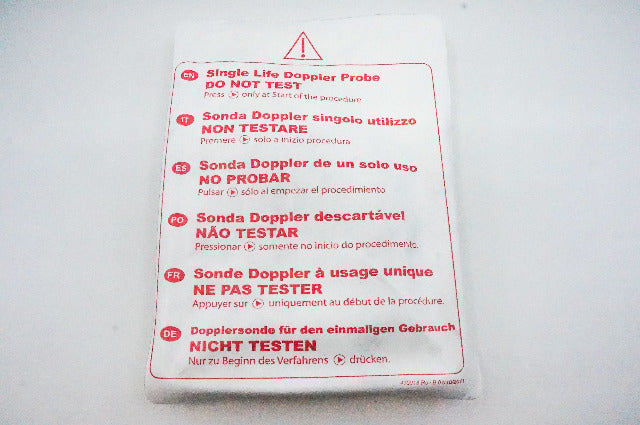 EN Single Life Doppler Probe
DO NOT TEST
Press only at Start of the procedure
IT Sonda Doppler singolo utilizzo
NON TESTARE
Premere solo a inizio procedura
ES Sonda Doppler de un solo uso
NO PROBAR
Pulsar sólo al empezar el procedimiento
PO Sonda Doppler descartável
NÃO TESTAR
Pressionar somente no inicio do procedimento.
FR Sonde Doppler à usage unique
NE PAS TESTER
Appuyer sur uniquement au début de la procédure.
DE Dopplersonde für den einmaligen Gebrauch
NICHT TESTEN
Nur zu Beginn des Verfahrens drücken.